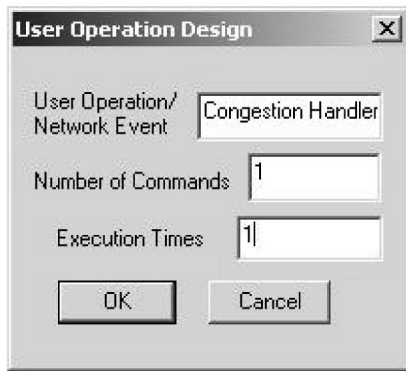 User Operation Design
User Operation/
Network Event
Congestion Handler
Number of Commands
1
Execution Times
1
OK
Cancel